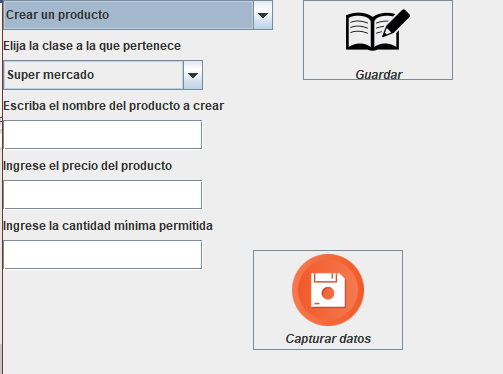 Crear un producto
Guardar
Elija la clase a la que pertenece
Super mercado
Escriba el nombre del producto a crear
Ingrese el precio del producto
Ingrese la cantidad mínima permitida
Capturar datos